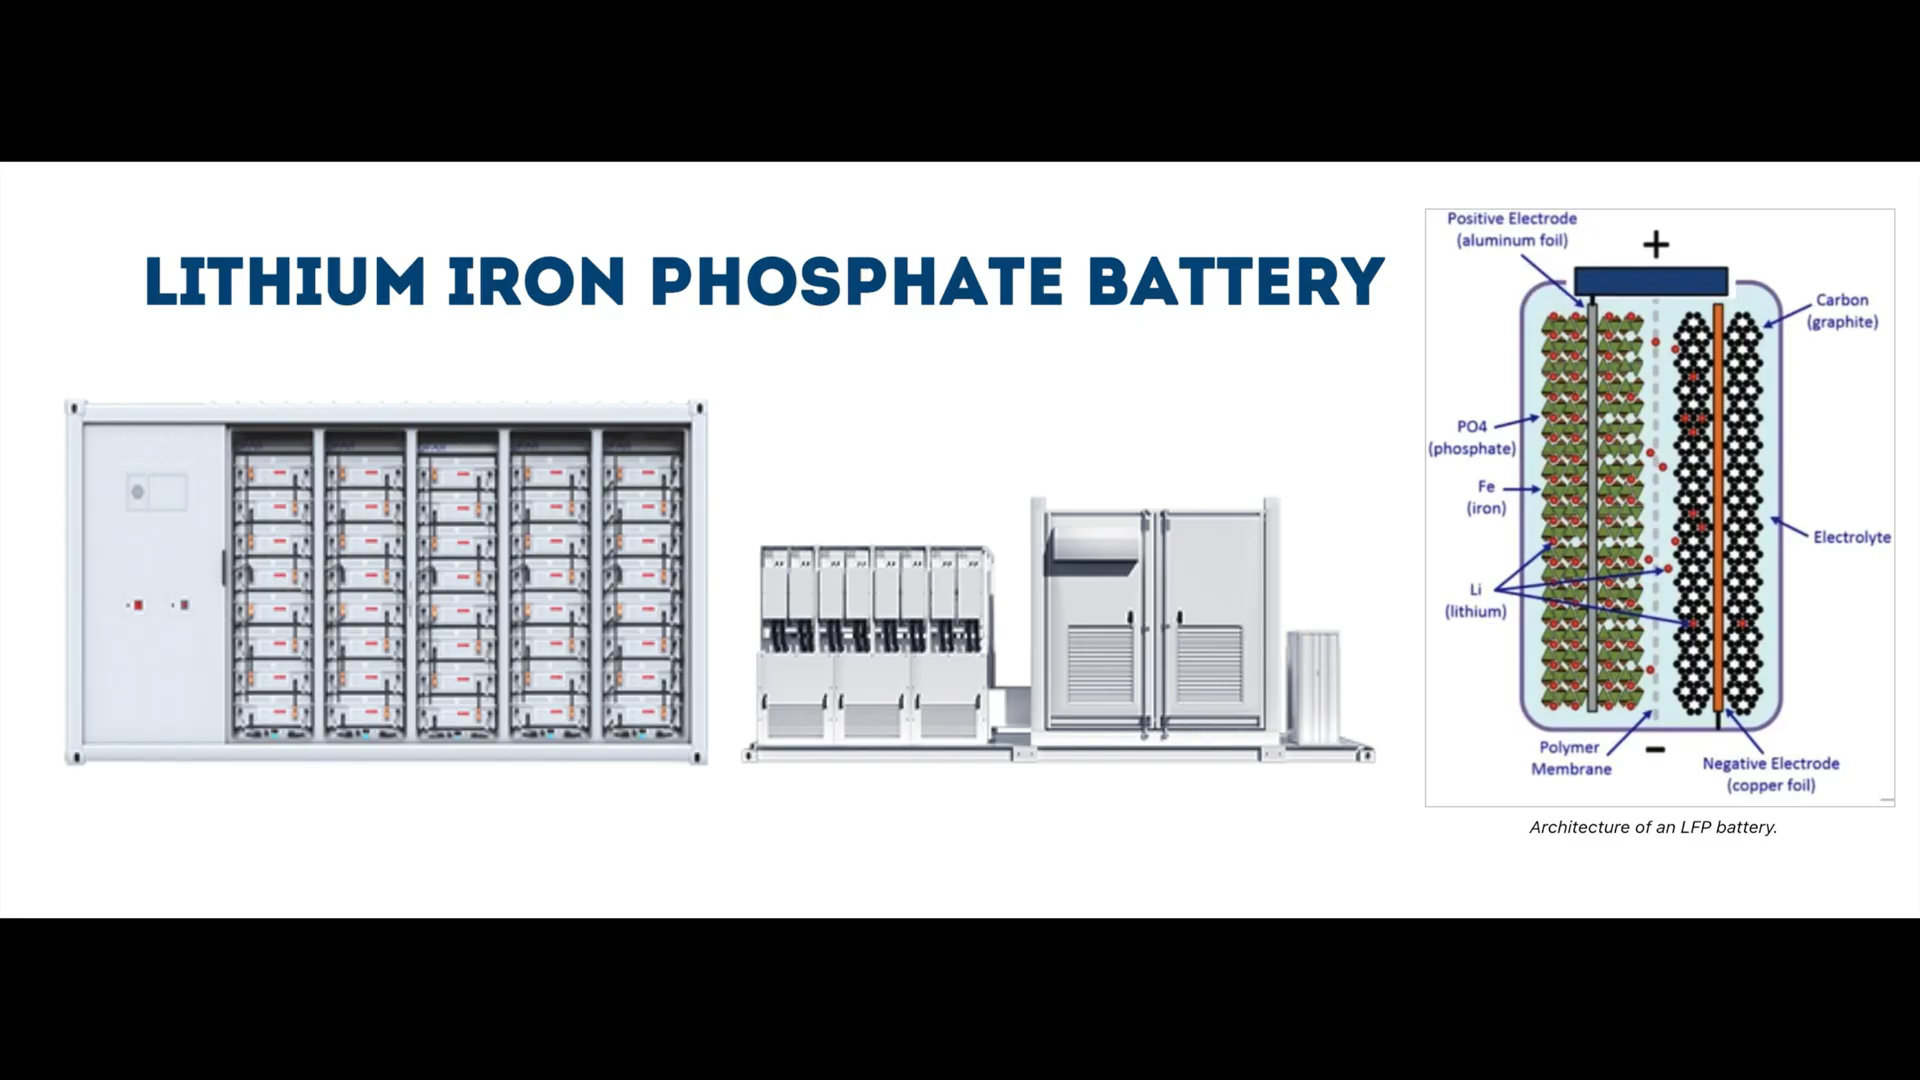 LITHIUM IRON PHOSPHATE BATTERY
Positive Electrode
(aluminum foil)
+
Carbon
(graphite)
PO4
(phosphate)
Fe
(iron)
Electrolyte
Li
(lithium)
Polymer
Membrane
−
Negative Electrode
(copper foil)
Architecture of an LFP battery.